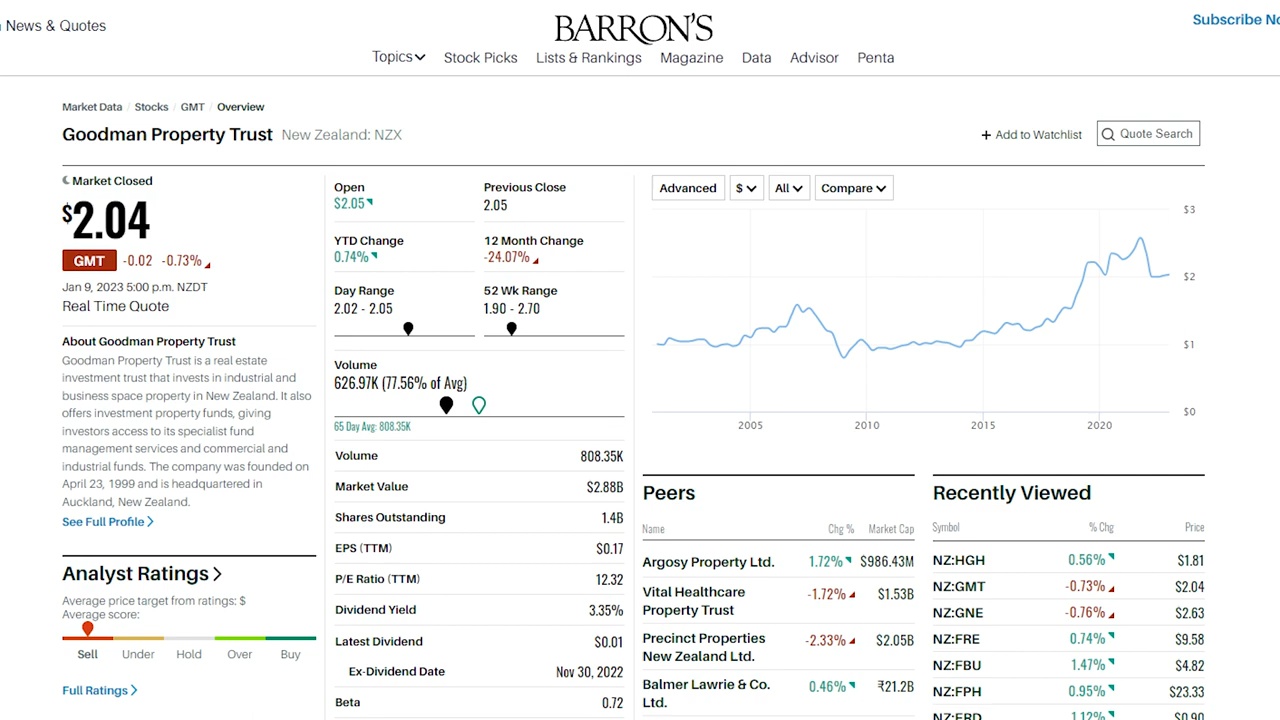 News & Quotes
BARRON'S
Subscribe No
Topics Stock Picks Lists & Rankings Magazine Data Advisor Penta
Market Data / Stocks / GMT / Overview
Goodman Property Trust New Zealand: NZX
+ Add to Watchlist
Quote Search
Market Closed
$2.04
GMT -0.02 -0.73%
Jan 9, 2023 5:00 p.m. NZDT
Real Time Quote
About Goodman Property Trust
Goodman Property Trust is a real estate
investment trust that invests in industrial and
business space property in New Zealand. It also
offers investment property funds, giving
investors access to its specialist fund
management services and commercial and
industrial funds. The company was founded on
April 23, 1999 and is headquartered in
Auckland, New Zealand.
See Full Profile
Analyst Ratings
Average price target from ratings: $
Average score:
Sell Under Hold Over Buy
Full Ratings
Open Previous Close
$2.05 2.05
YTD Change 12 Month Change
0.74% -24.07%
Day Range 52 Wk Range
2.02 - 2.05 1.90 - 2.70
Volume
626.97K (77.56% of Avg)
65 Day Avg: 808.35K
Volume 808.35K
Market Value $2.88B
Shares Outstanding 1.4B
EPS (TTM) $0.17
P/E Ratio (TTM) 12.32
Dividend Yield 3.35%
Latest Dividend $0.01
Ex-Dividend Date Nov 30, 2022
Beta 0.72
Advanced $ All Compare
$3
$2
$1
$0
2005 2010 2015 2020
Peers
Name Chg % Market Cap
Argosy Property Ltd. 1.72% $986.43M
Vital Healthcare
Property Trust -1.72% $1.53B
Precinct Properties
New Zealand Ltd. -2.33% $2.05B
Balmer Lawrie & Co.
Ltd. 0.46% ₹21.2B
Recently Viewed
Symbol % Chg Price
NZ:HGH 0.56% $1.81
NZ:GMT -0.73% $2.04
NZ:GNE -0.76% $2.63
NZ:FRE 0.74% $9.58
NZ:FBU 1.47% $4.82
NZ:FPH 0.95% $23.33
NZ:ERD 1.12% $0.90